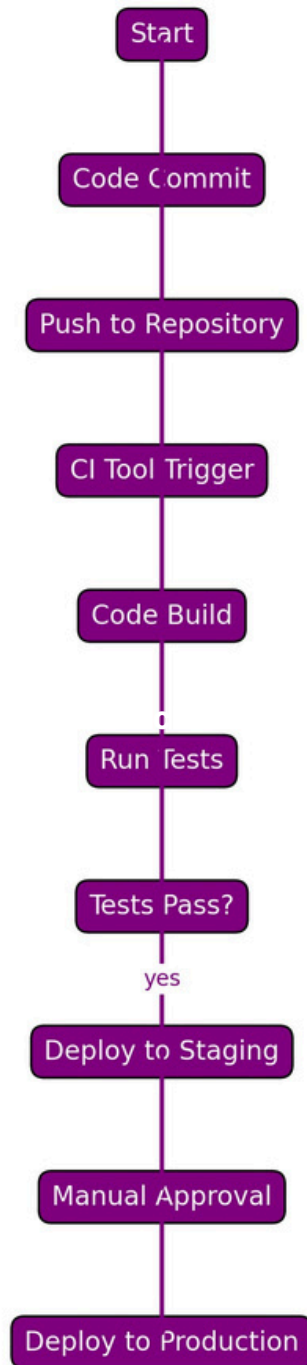 Start
Code Commit
Push to Repository
CI Tool Trigger
Code Build
Run Tests
Tests Pass?
yes
Deploy to Staging
Manual Approval
Deploy to Production